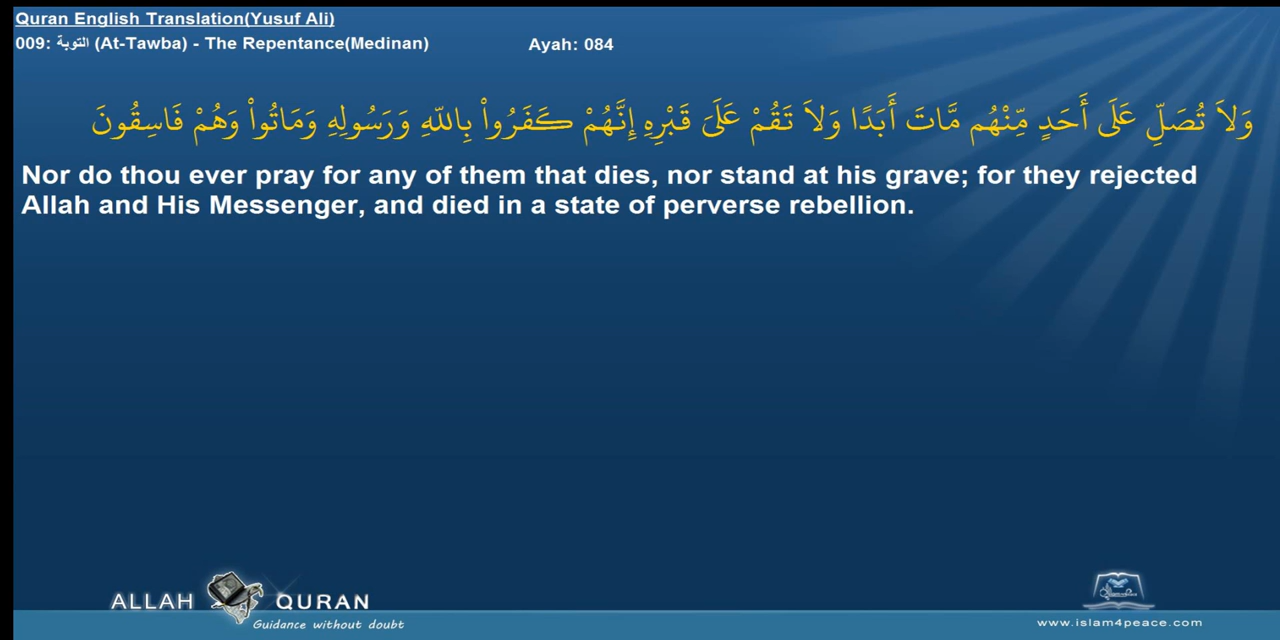 Quran English Translation(Yusuf Ali)
009: التوبة (At-Tawba) - The Repentance(Medinan) Ayah: 084
وَلاَ تُصَلِّ عَلَى أَحَدٍ مِّنْهُم مَّاتَ أَبَدًا وَلاَ تَقُمْ عَلَىَ قَبْرِهِ إِنَّهُمْ كَفَرُواْ بِاللّهِ وَرَسُولِهِ وَمَاتُواْ وَهُمْ فَاسِقُونَ
Nor do thou ever pray for any of them that dies, nor stand at his grave; for they rejected
Allah and His Messenger, and died in a state of perverse rebellion.
ALLAH QURAN
Guidance without doubt
www.islam4peace.com